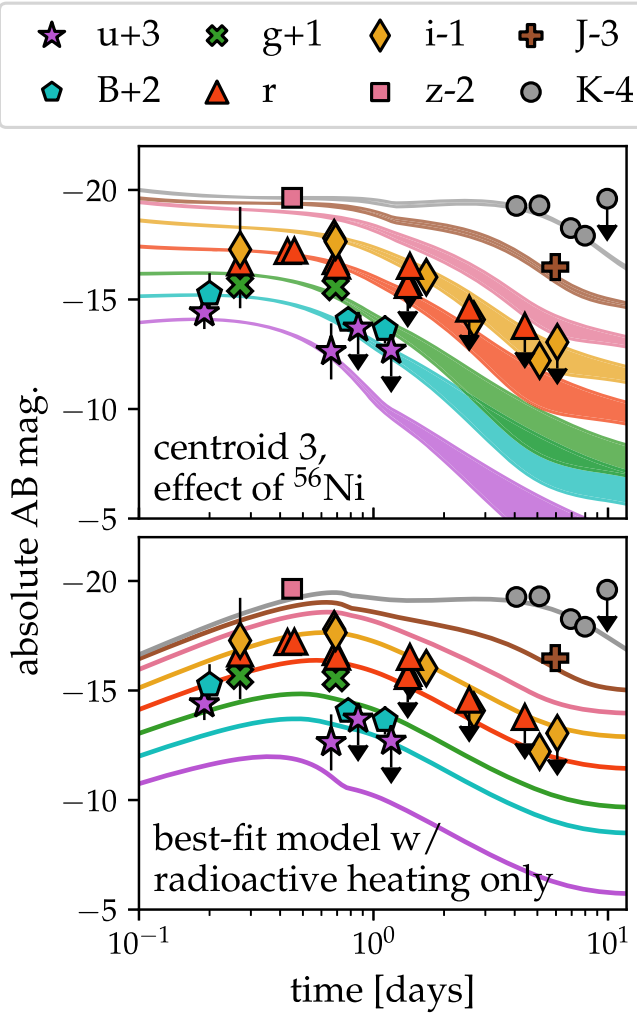 u+3 g+1 i-1 J-3
B+2 r z-2 K-4
−20
−15
−10
−5
centroid 3,
effect of ⁵⁶Ni
absolute AB mag.
−20
−15
−10
−5
best-fit model w/
radioactive heating only
10⁻¹ 10⁰ 10¹
time [days]